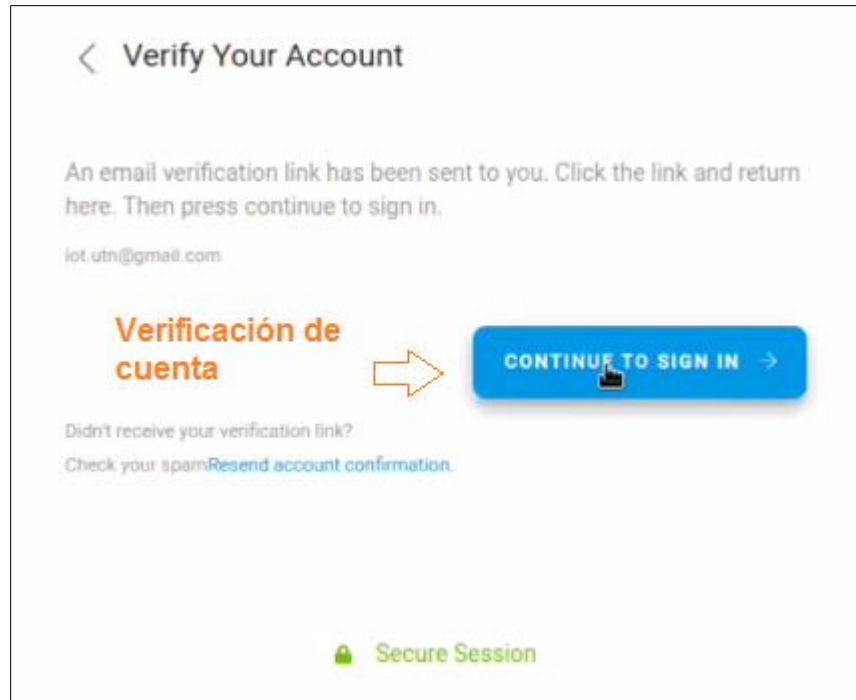 Verify Your Account
An email verification link has been sent to you. Click the link and return
here. Then press continue to sign in.
iot.utn@gmail.com
Verificación de
cuenta
CONTINUE TO SIGN IN
Didn't receive your verification link?
Check your spamResend account confirmation.
Secure Session